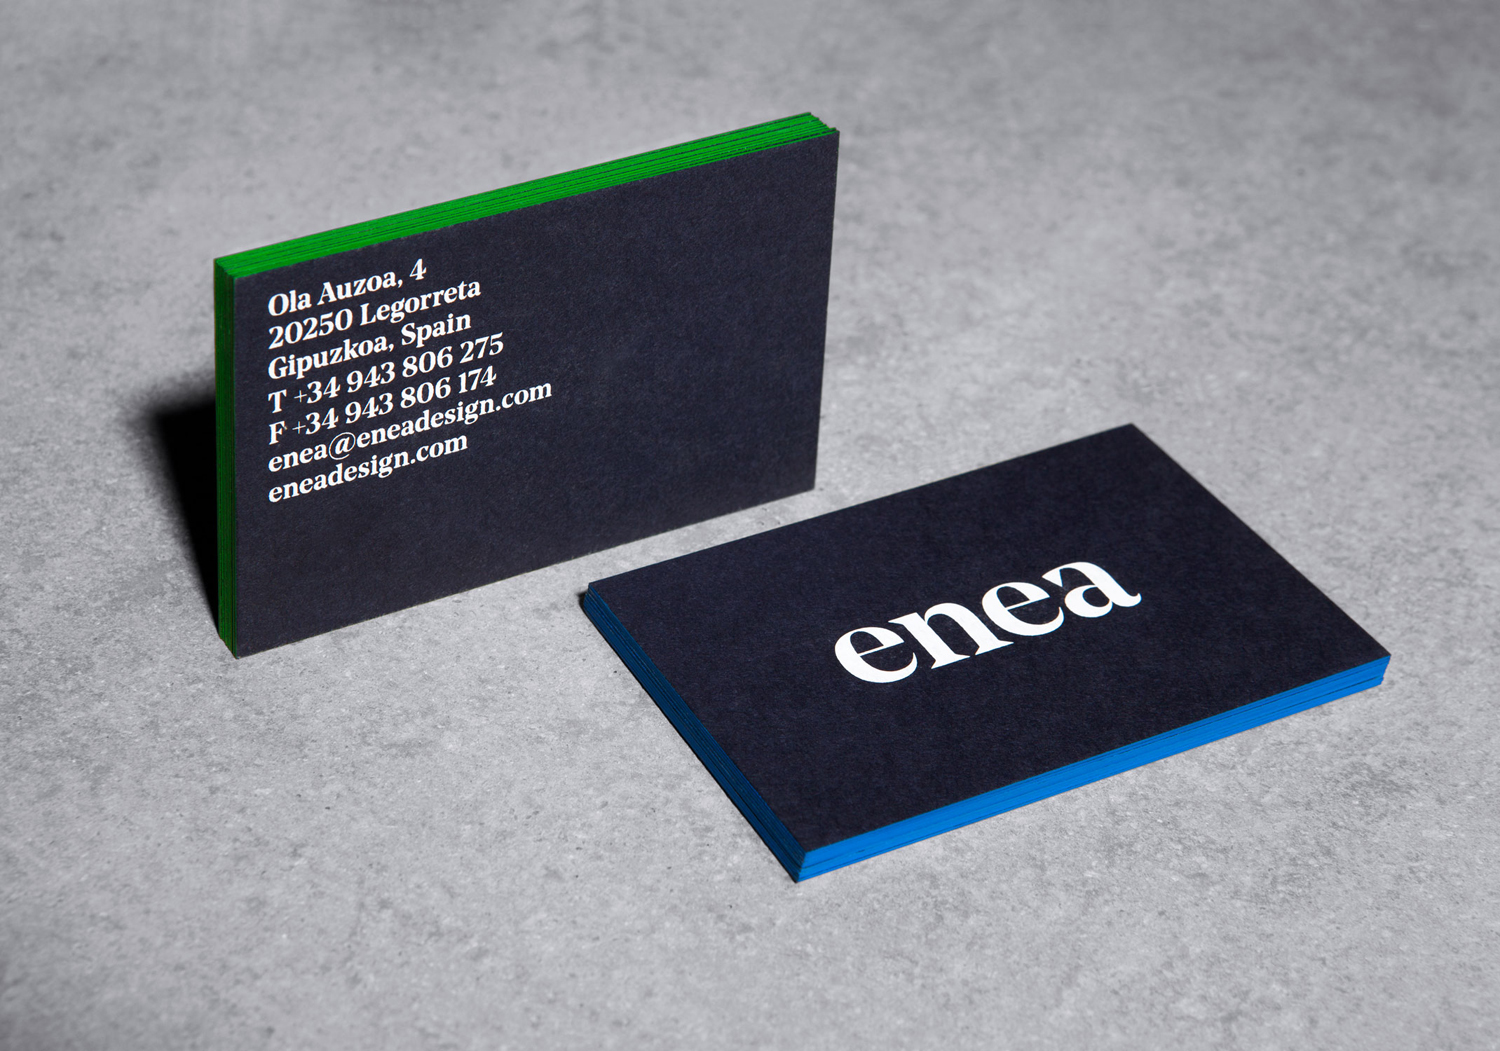 Ola Auzoa, 4
20250 Legorreta
Gipuzkoa, Spain
T +34 943 806 275
F +34 943 806 174
enea@eneadesign.com
eneadesign.com
enea